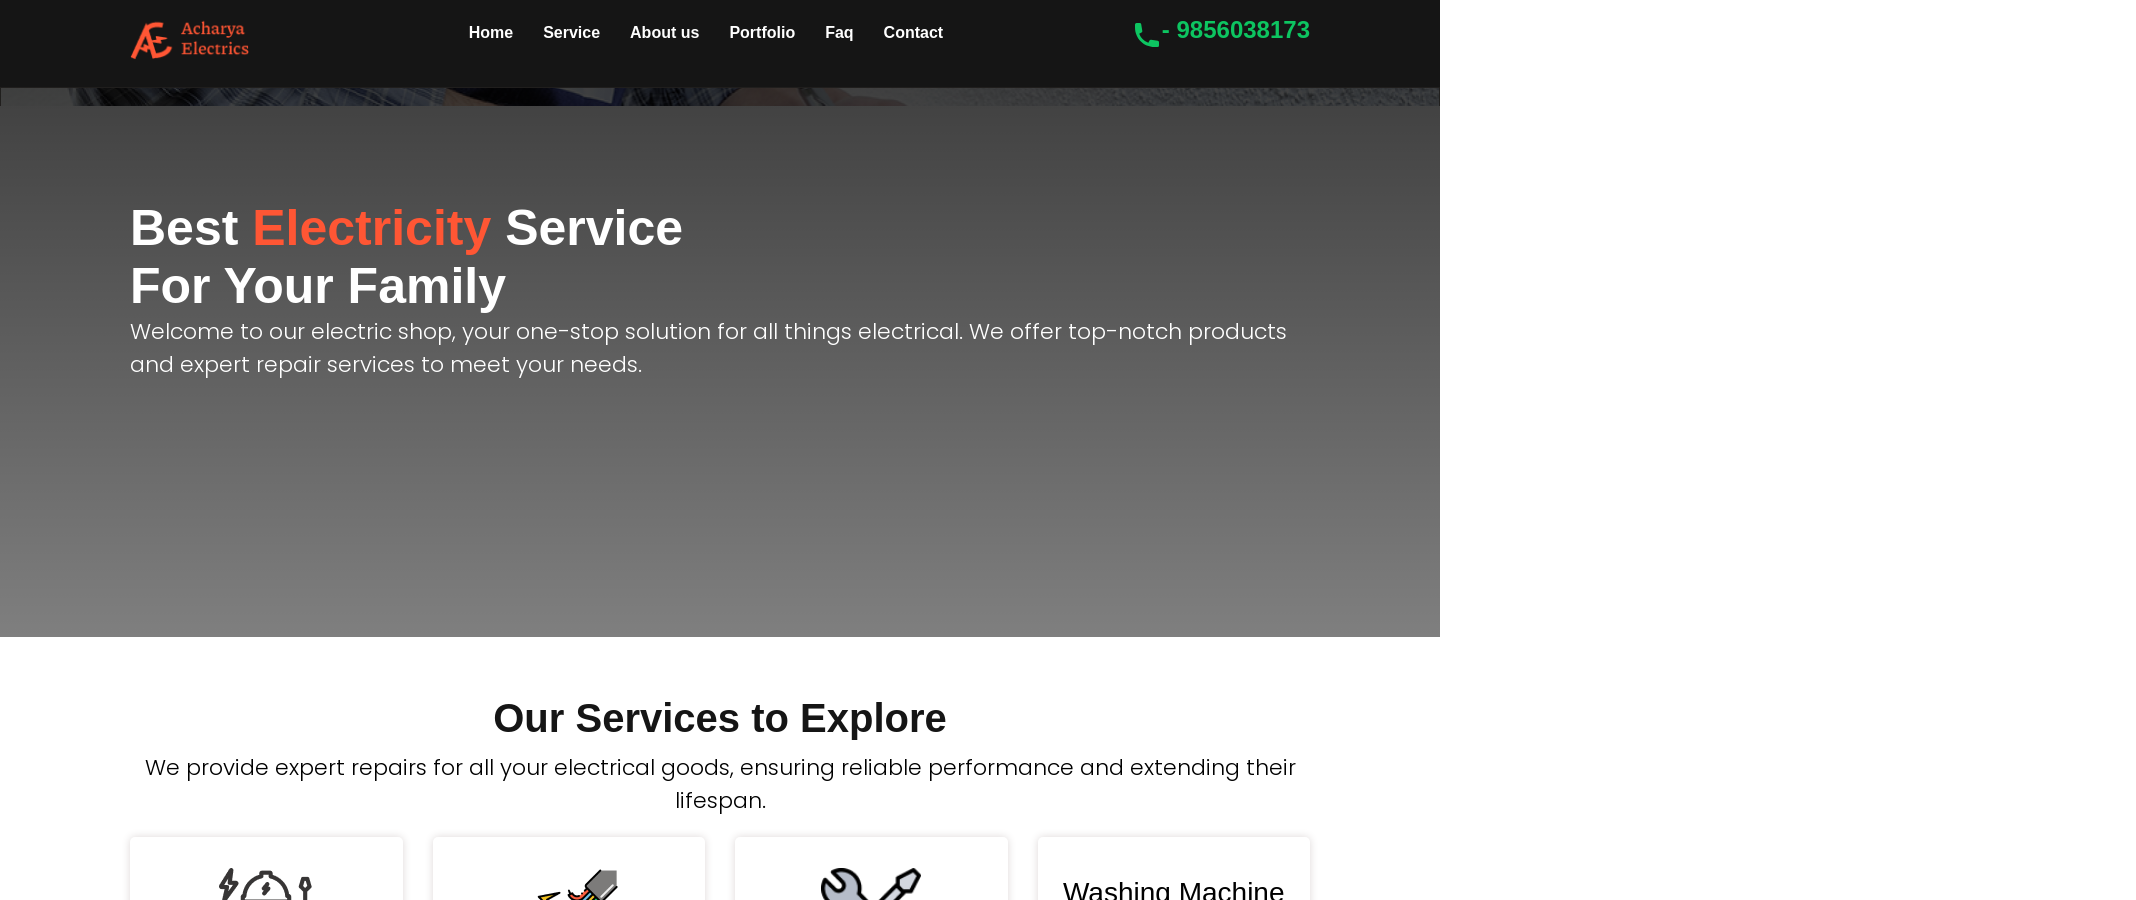 Acharya
Electrics
Home Service About us Portfolio Faq Contact
- 9856038173
Best Electricity Service
For Your Family
Welcome to our electric shop, your one-stop solution for all things electrical. We offer top-notch products
and expert repair services to meet your needs.
Our Services to Explore
We provide expert repairs for all your electrical goods, ensuring reliable performance and extending their
lifespan.
Washing Machine